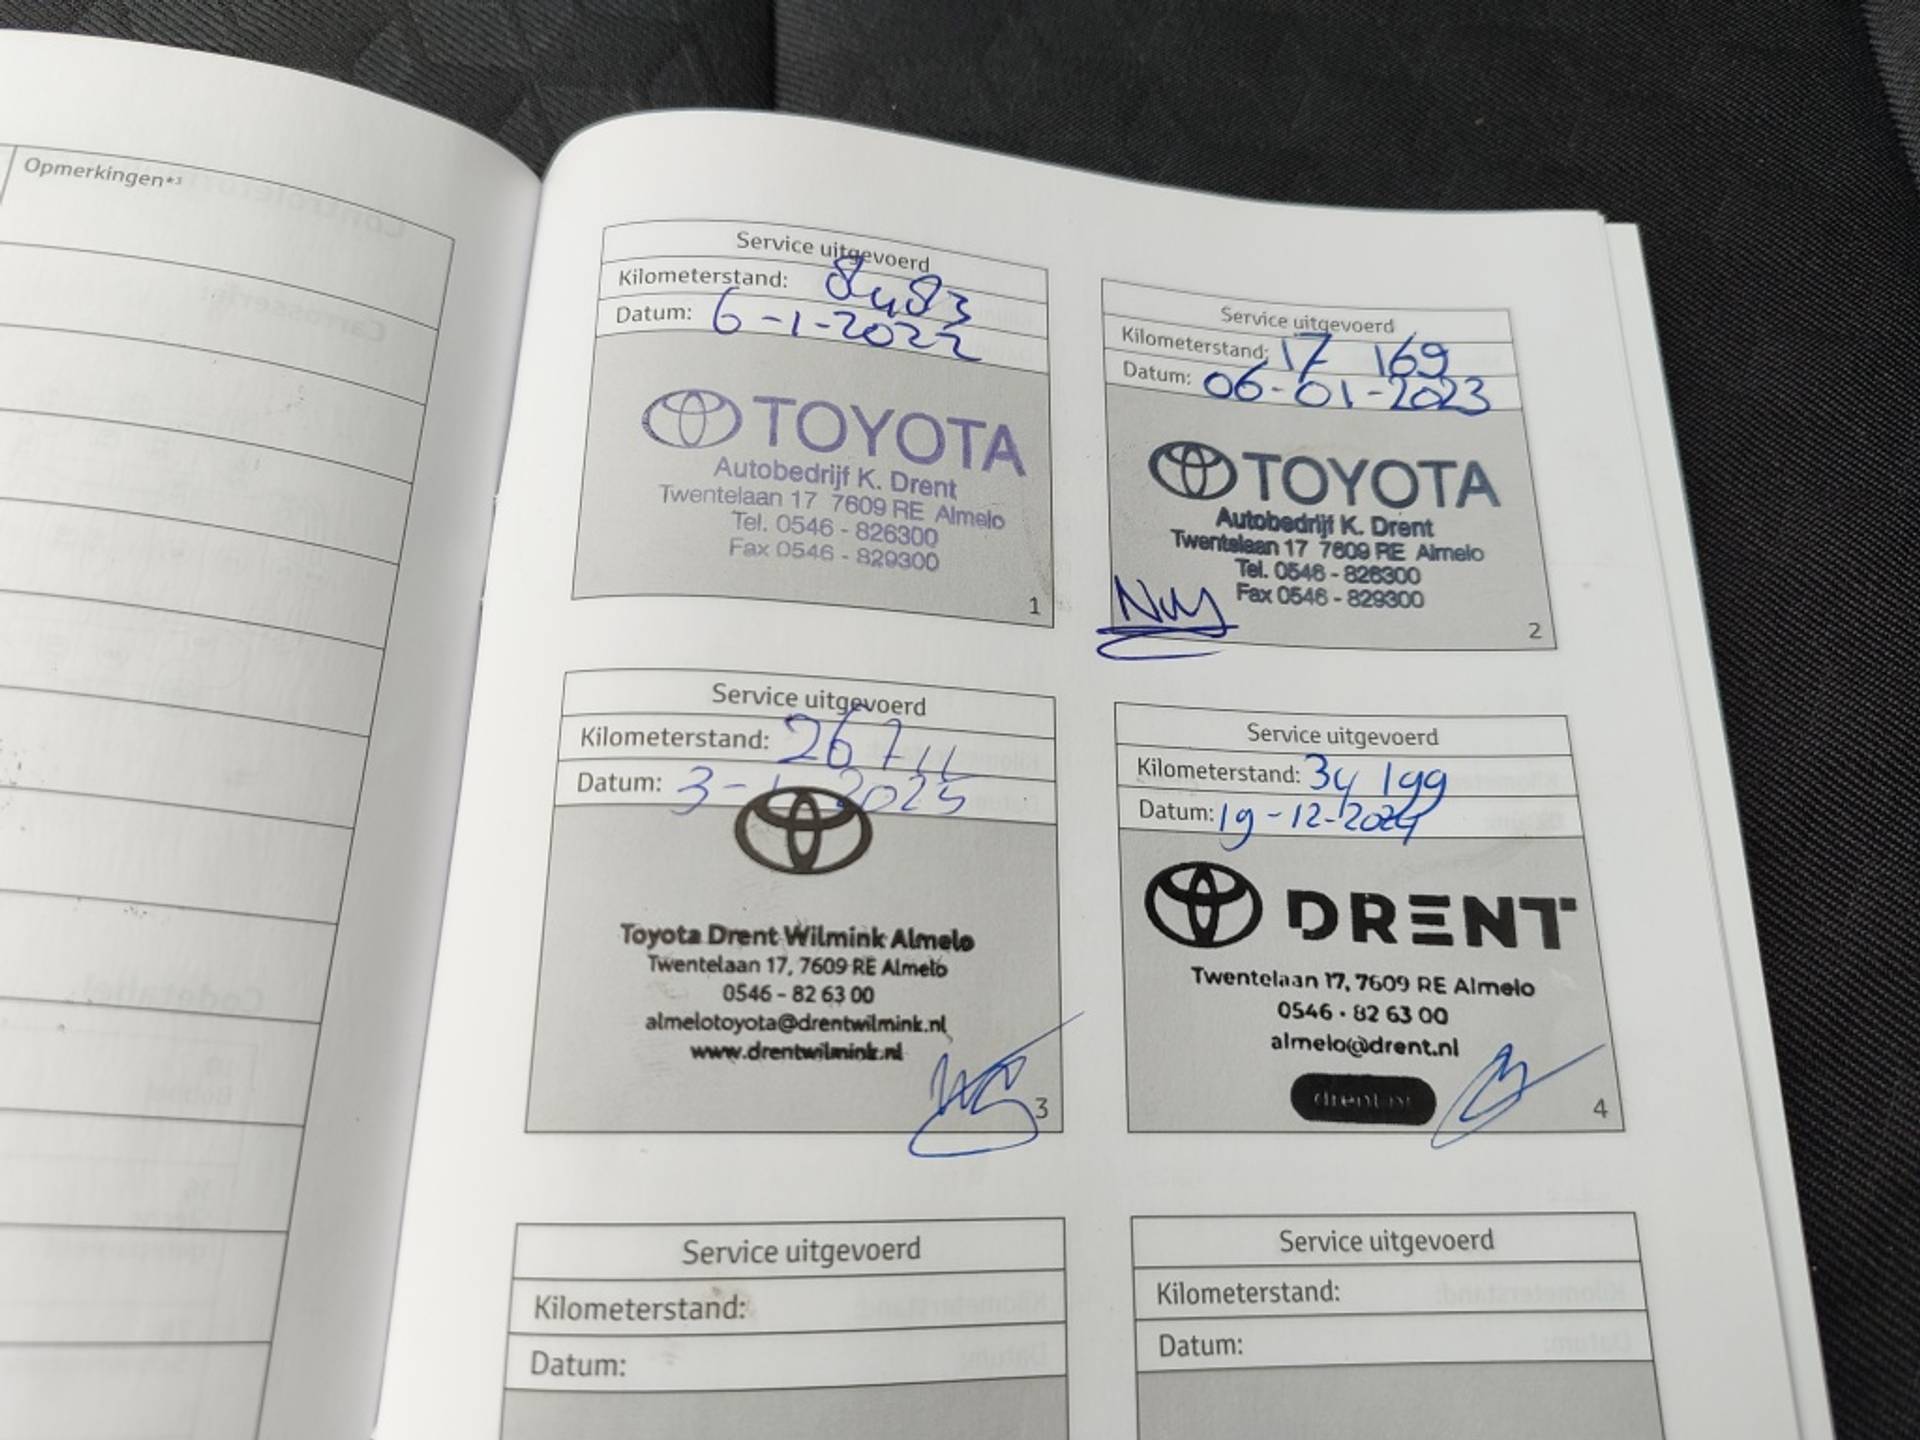 Opmerkingen*³
Service uitgevoerd
Kilometerstand: 8483
Datum: 6-1-2022
TOYOTA
Autobedrijf K. Drent
Twentelaan 17 7609 RE Almelo
Tel. 0546 - 826300
Fax 0546 - 829300
1
Service uitgevoerd
Kilometerstand: 17 169
Datum: 06-01-2023
TOYOTA
Autobedrijf K. Drent
Twentelaan 17 7609 RE Almelo
Tel. 0546 - 826300
Fax 0546 - 829300
2
Service uitgevoerd
Kilometerstand: 26711
Datum: 3-1-2025
Toyota Drent Wilmink Almelo
Twentelaan 17, 7609 RE Almelo
0546 - 82 63 00
almelotoyota@drentwilmink.nl
www.drentwilmink.nl
3
Service uitgevoerd
Kilometerstand: 34 199
Datum: 19-12-2024
DRENT
Twentelaan 17, 7609 RE Almelo
0546 - 82 63 00
almelo@drent.nl
drent.nl
4
Service uitgevoerd
Kilometerstand:
Datum:
Service uitgevoerd
Kilometerstand:
Datum: